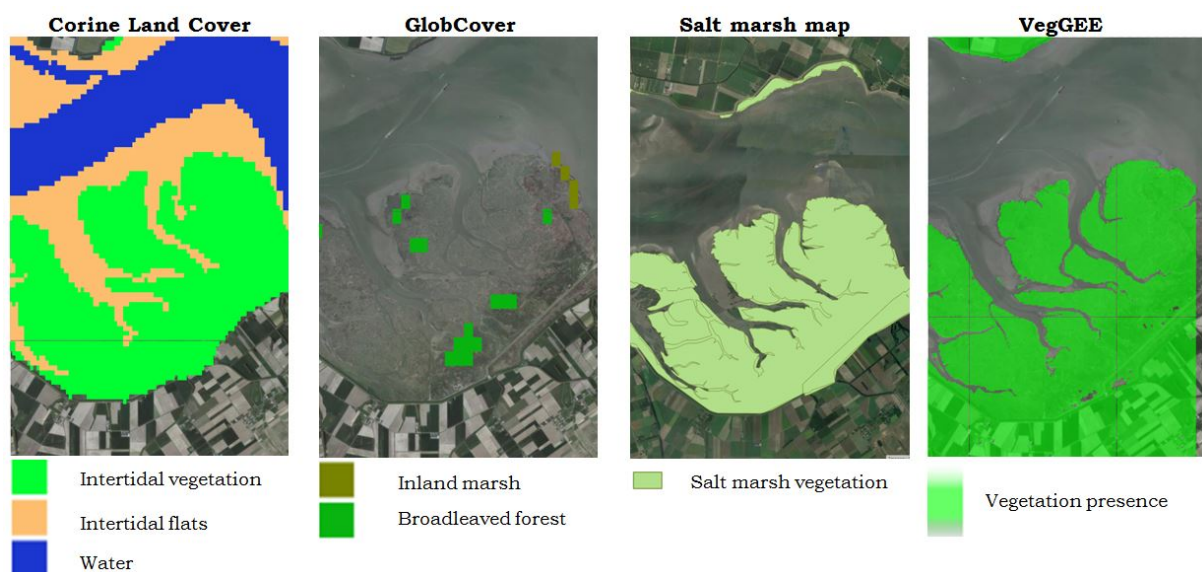 Corine Land Cover
GlobCover
Salt marsh map
VegGEE
Intertidal vegetation
Intertidal flats
Water
Inland marsh
Broadleaved forest
Salt marsh vegetation
Vegetation presence